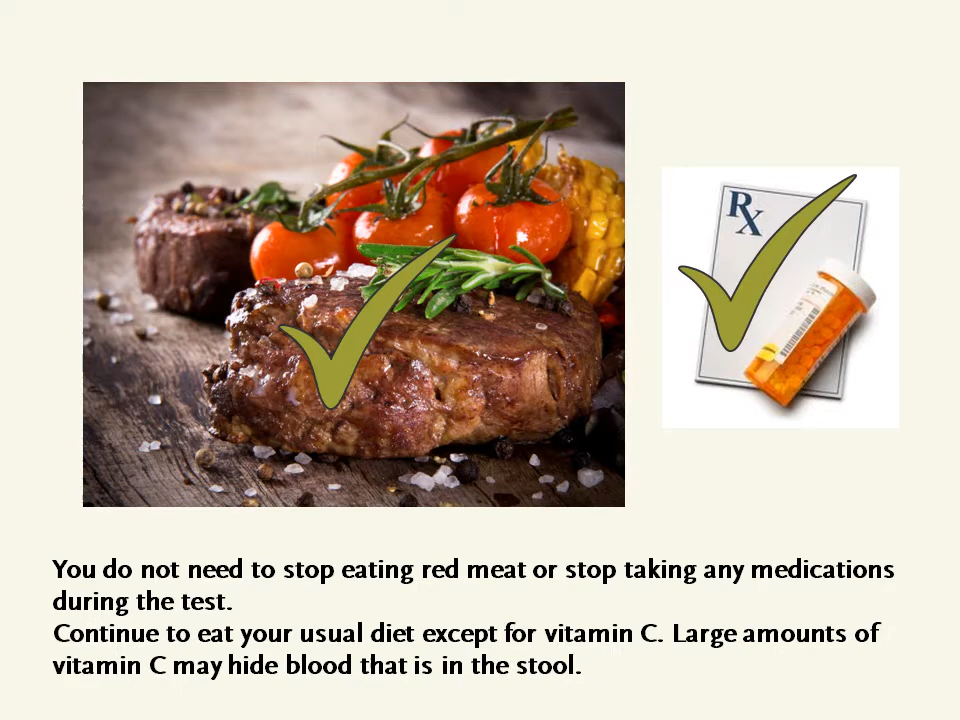 Rx
You do not need to stop eating red meat or stop taking any medications
during the test.
Continue to eat your usual diet except for vitamin C. Large amounts of
vitamin C may hide blood that is in the stool.